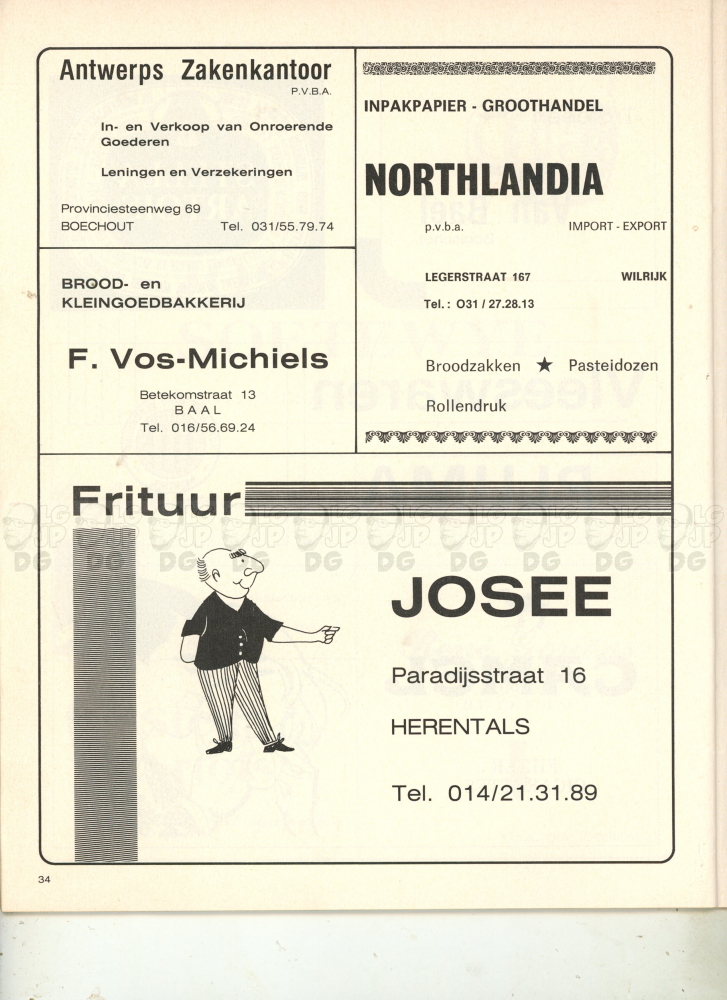 Antwerps Zakenkantoor
P.V.B.A.
In- en Verkoop van Onroerende
Goederen
Leningen en Verzekeringen
Provinciesteenweg 69
BOECHOUT Tel. 031/55.79.74
BROOD- en
KLEINGOEDBAKKERIJ
F. Vos-Michiels
Betekomstraat 13
BAAL
Tel. 016/56.69.24
INPAKPAPIER - GROOTHANDEL
NORTHLANDIA
p.v.b.a. IMPORT - EXPORT
LEGERSTRAAT 167 WILRIJK
Tel. : O31 / 27.28.13
Broodzakken ★ Pasteidozen
Rollendruk
Frituur
JOSEE
Paradijsstraat 16
HERENTALS
Tel. 014/21.31.89
34